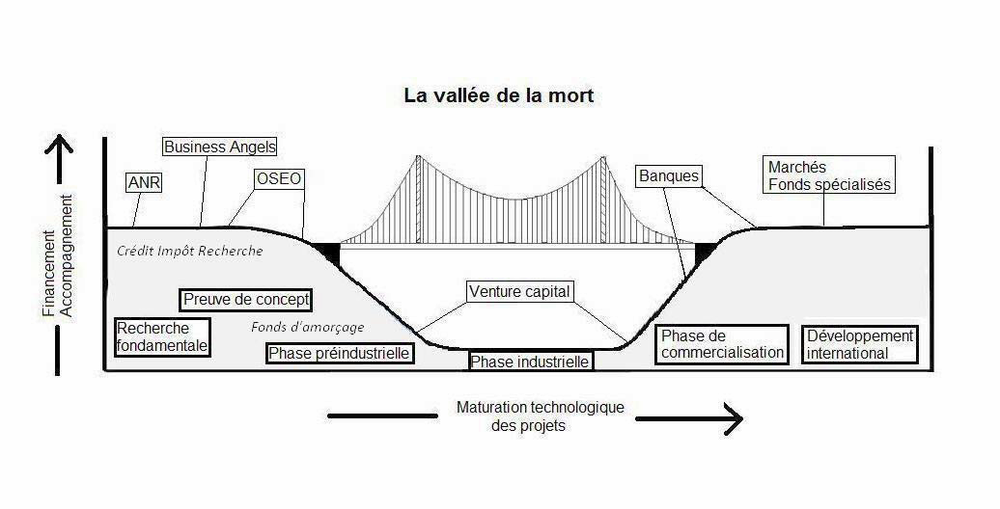 La vallée de la mort
Business Angels
ANR
OSEO
Banques
Marchés
Fonds spécialisés
Financement
Accompagnement
Crédit Impôt Recherche
Venture capital
Preuve de concept
Recherche
fondamentale
Fonds d'amorçage
Phase préindustrielle
Phase industrielle
Phase de
commercialisation
Développement
international
Maturation technologique
des projets